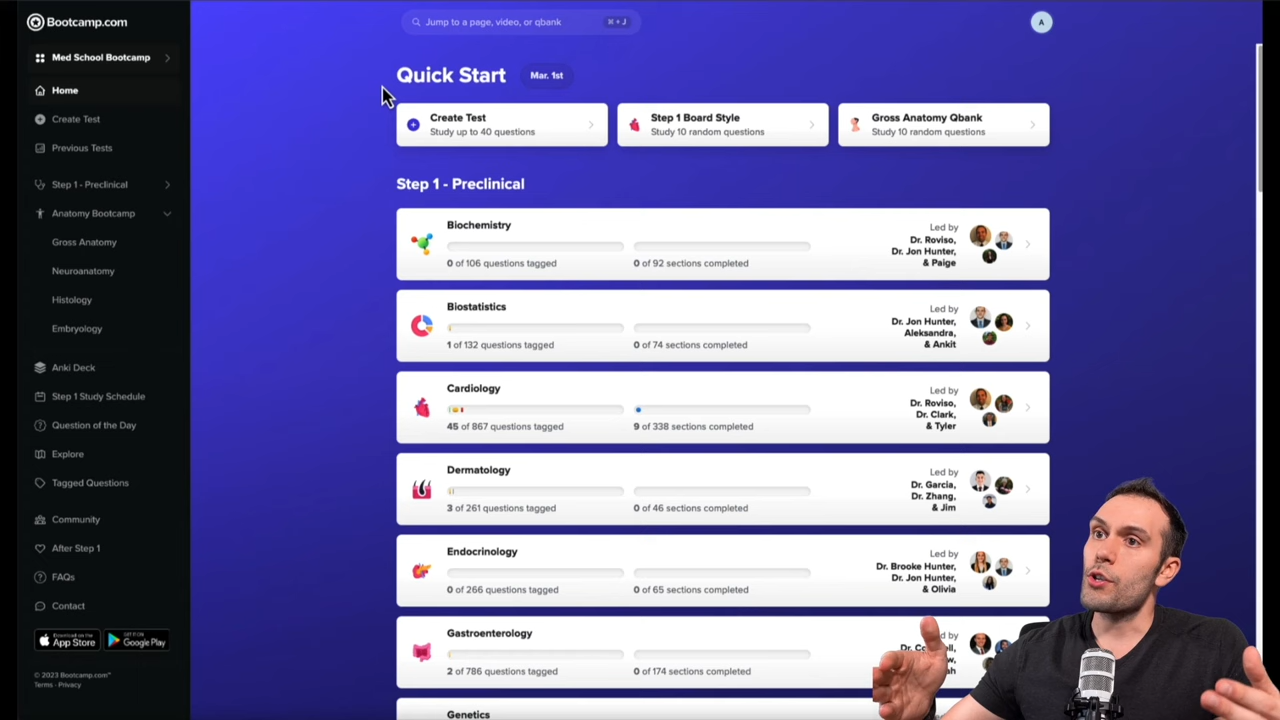 Bootcamp.com
Jump to a page, video, or qbank
⌘ + J
A
Med School Bootcamp
Home
Create Test
Previous Tests
Step 1 - Preclinical
Anatomy Bootcamp
Gross Anatomy
Neuroanatomy
Histology
Embryology
Anki Deck
Step 1 Study Schedule
Question of the Day
Explore
Tagged Questions
Community
After Step 1
FAQs
Contact
Download on the
App Store
GET IT ON
Google Play
© 2023 Bootcamp.com™
Terms · Privacy
Quick Start
Mar. 1st
Create Test
Study up to 40 questions
Step 1 Board Style
Study 10 random questions
Gross Anatomy Qbank
Study 10 random questions
Step 1 - Preclinical
Biochemistry
0 of 106 questions tagged
0 of 92 sections completed
Led by
Dr. Roviso,
Dr. Jon Hunter,
& Paige
Biostatistics
1 of 132 questions tagged
0 of 74 sections completed
Led by
Dr. Jon Hunter,
Aleksandra,
& Ankit
Cardiology
45 of 867 questions tagged
9 of 338 sections completed
Led by
Dr. Roviso,
Dr. Clark,
& Tyler
Dermatology
3 of 261 questions tagged
0 of 46 sections completed
Led by
Dr. Garcia,
Dr. Zhang,
& Jim
Endocrinology
0 of 266 questions tagged
0 of 65 sections completed
Led by
Dr. Brooke Hunter,
Dr. Jon Hunter,
& Olivia
Gastroenterology
2 of 786 questions tagged
0 of 174 sections completed
Genetics